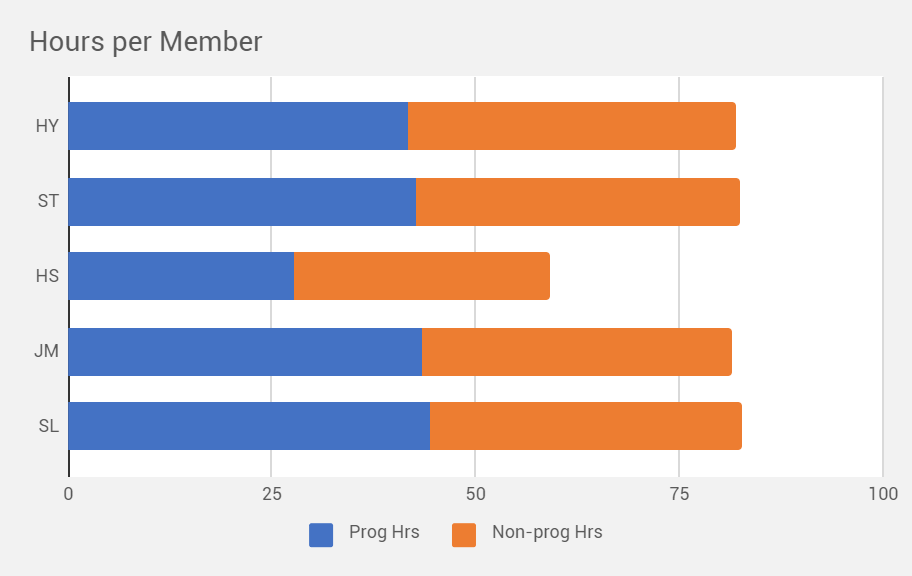 Hours per Member
HY
ST
HS
JM
SL
0 25 50 75 100
Prog Hrs Non-prog Hrs